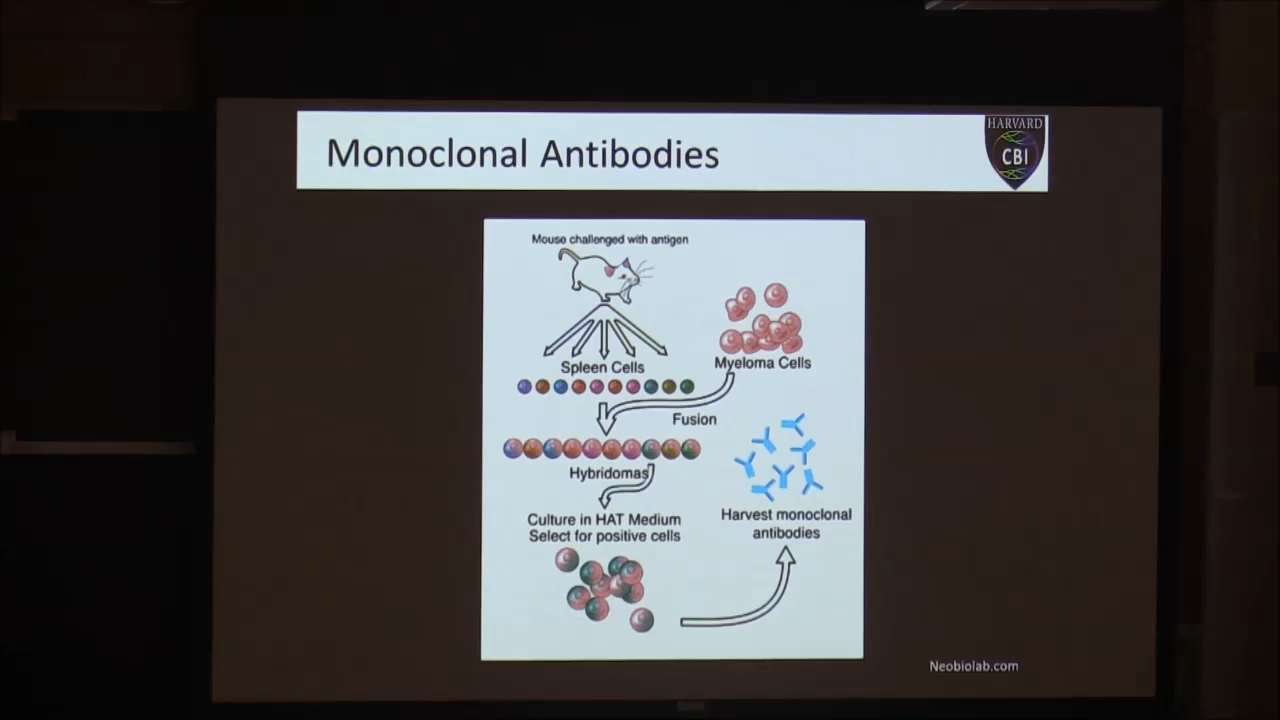 Monoclonal Antibodies
HARVARD
CBI
Mouse challenged with antigen
Spleen Cells
Myeloma Cells
Fusion
Hybridomas
Culture in HAT Medium
Select for positive cells
Harvest monoclonal
antibodies
Neobiolab.com